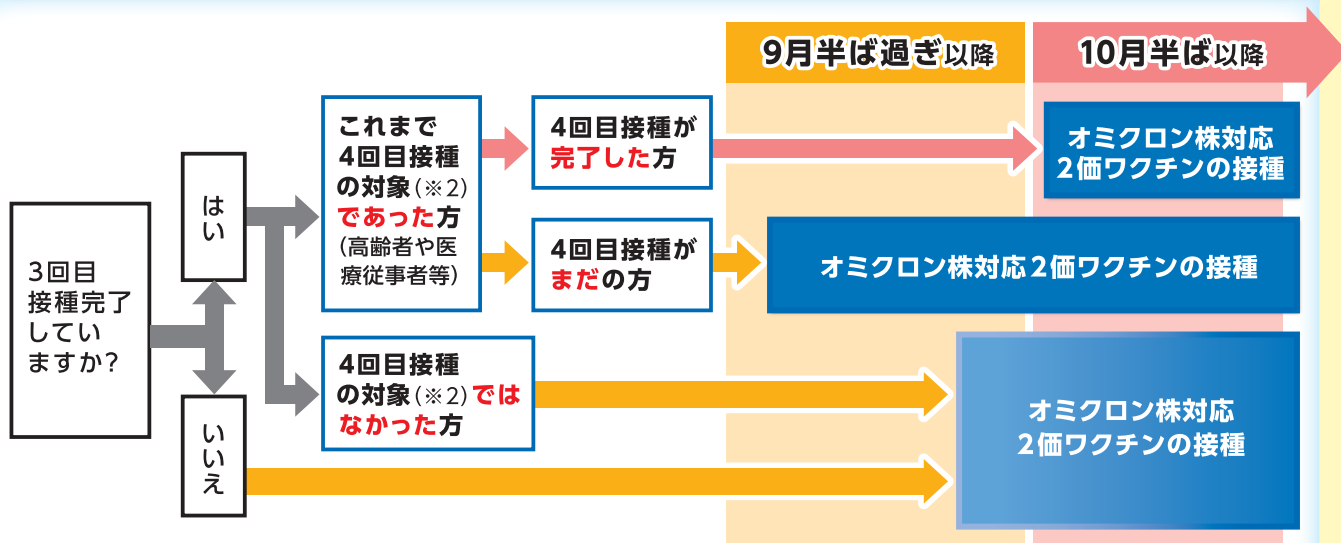 9月半ば過ぎ以降
10月半ば以降
3回目
接種完了
してい
ますか?
はい
いいえ
これまで
4回目接種
の対象(※2)
であった方
(高齢者や医
療従事者等)
4回目接種が
完了した方
オミクロン株対応
2価ワクチンの接種
4回目接種が
まだの方
オミクロン株対応2価ワクチンの接種
4回目接種
の対象(※2)では
なかった方
オミクロン株対応
2価ワクチンの接種